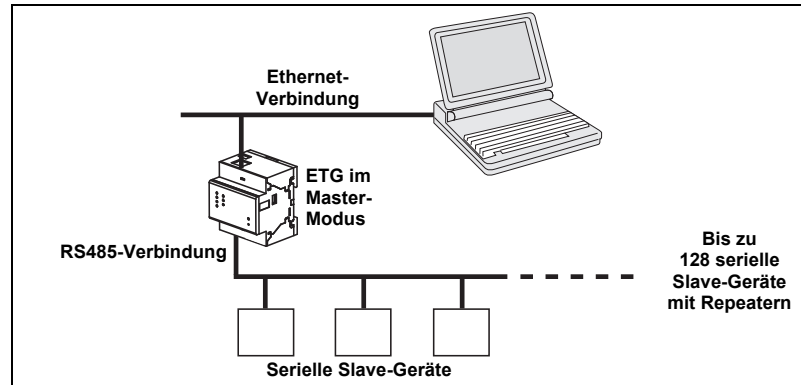 Ethernet-
Verbindung
ETG im
Master-
Modus
RS485-Verbindung
Bis zu
128 serielle
Slave-Geräte
mit Repeatern
Serielle Slave-Geräte